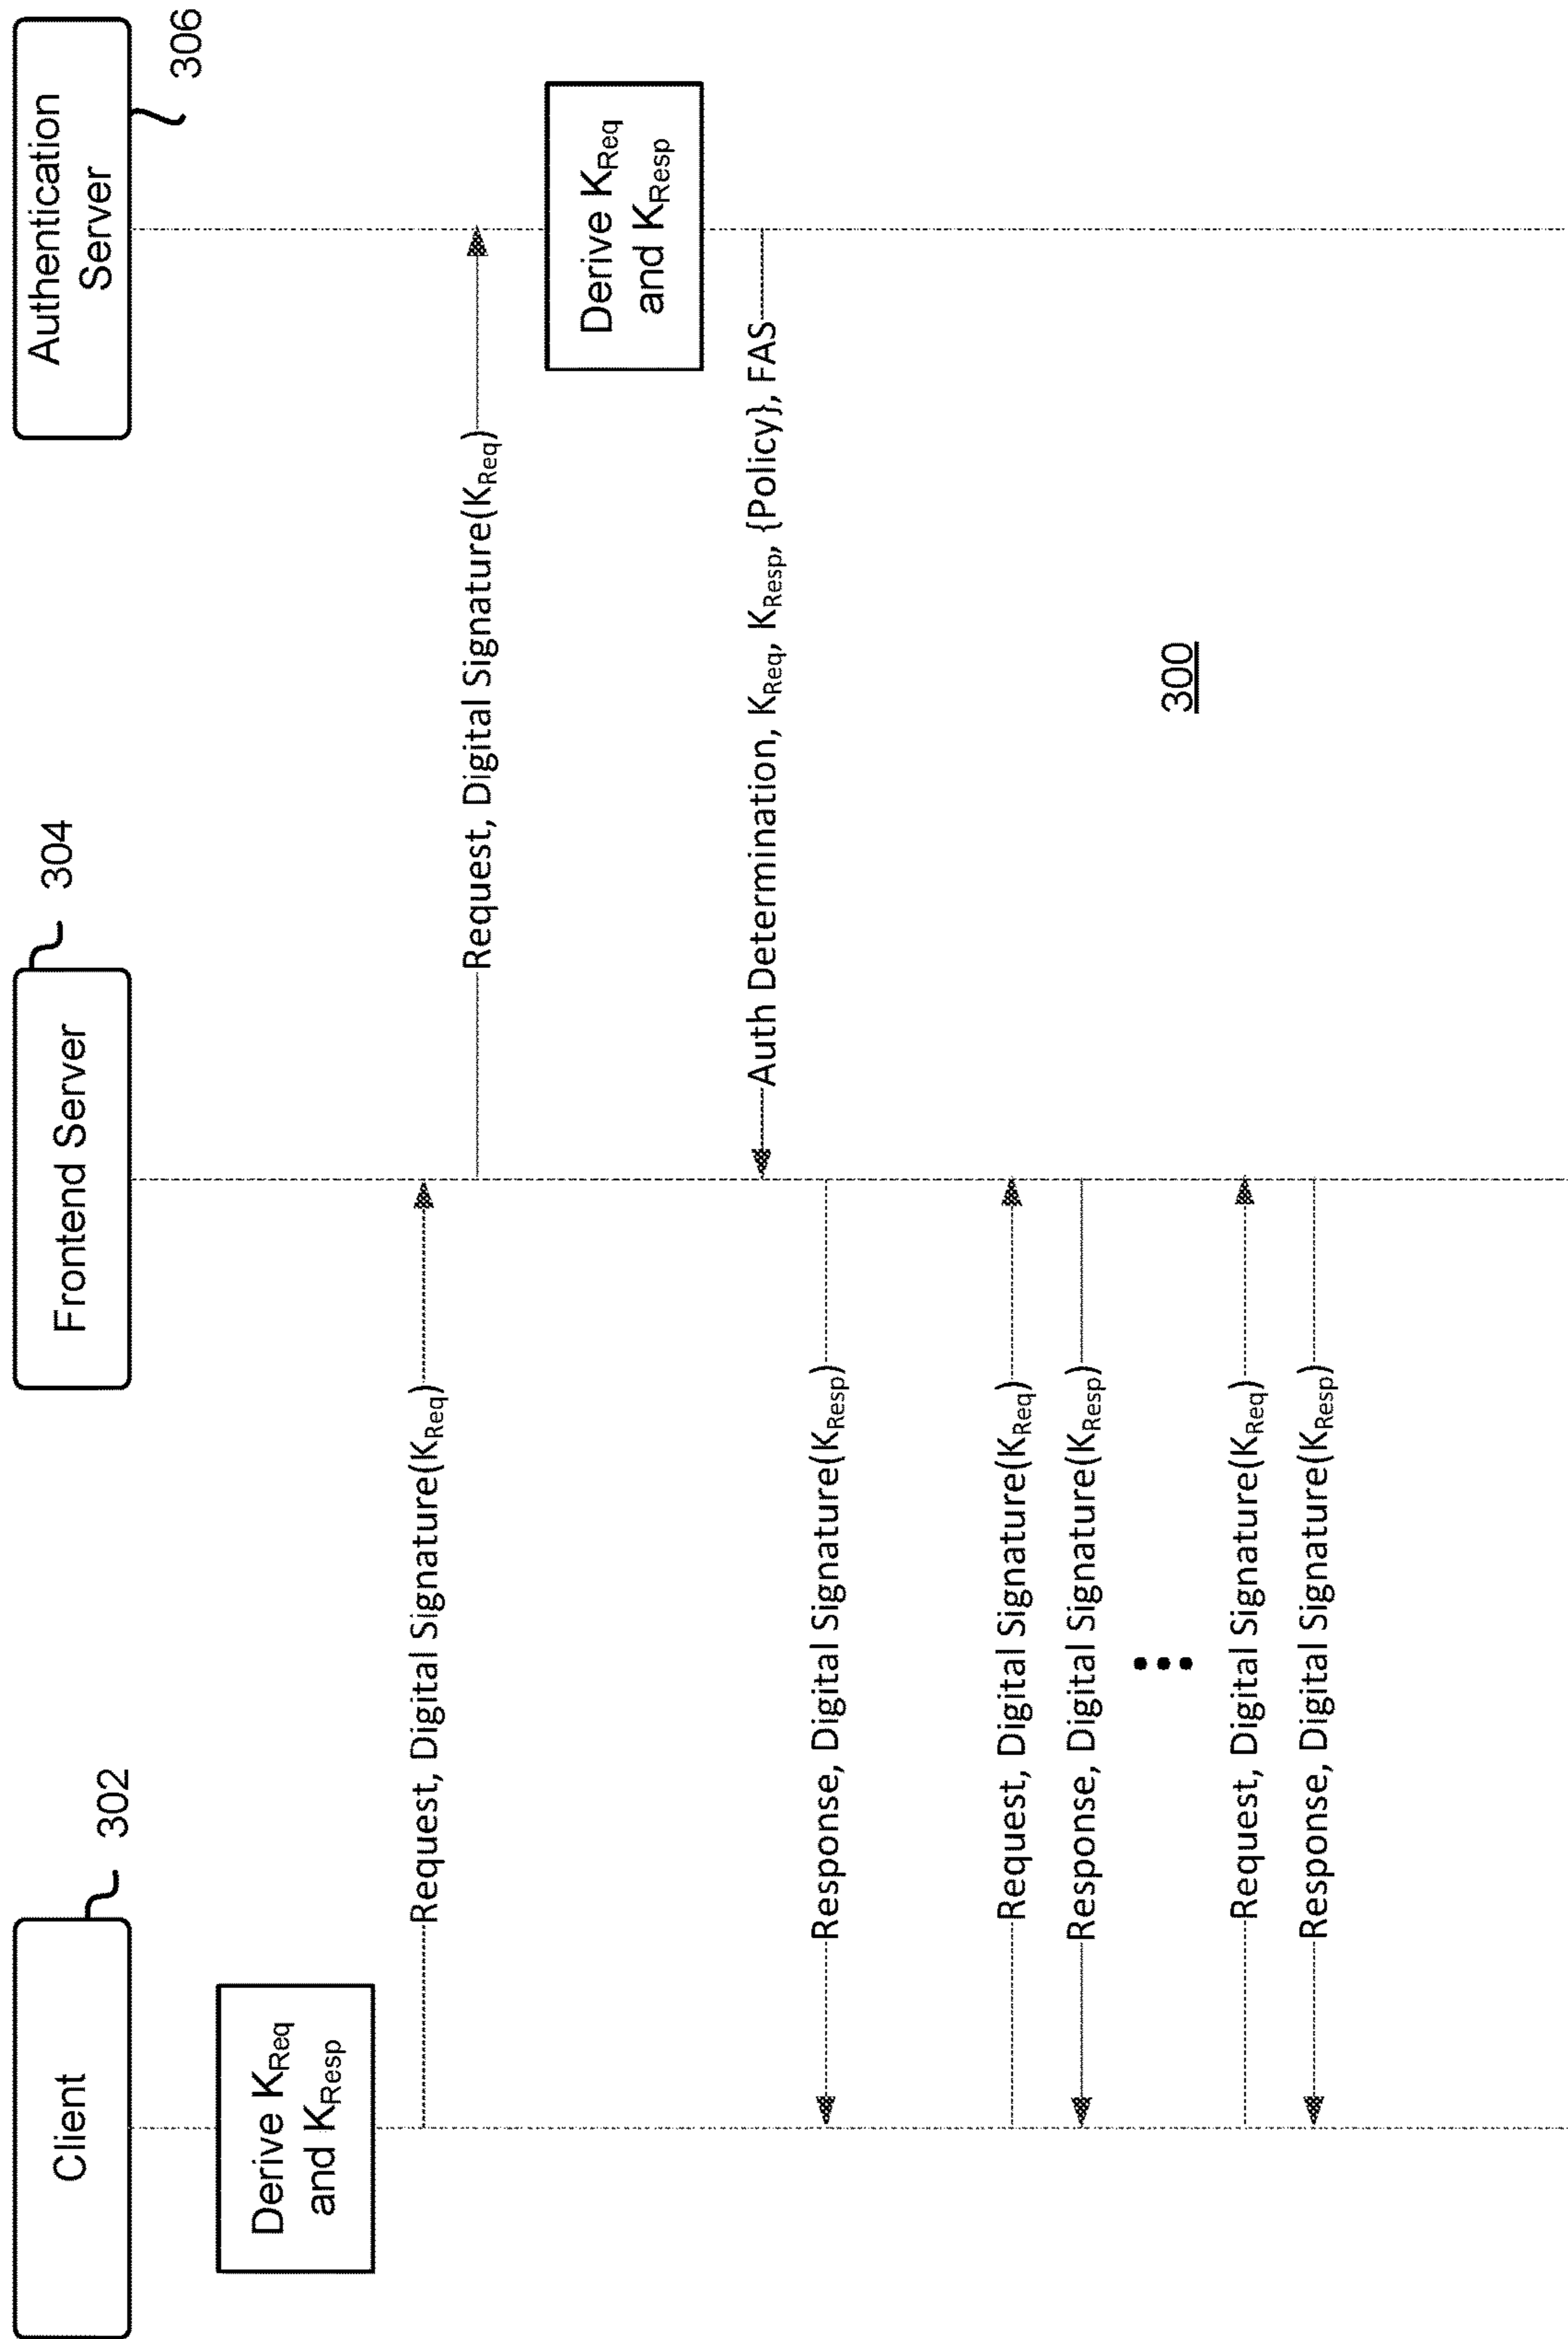 Client
302
Frontend Server
304
Authentication
Server
306
Derive KReq
and KResp
Request, Digital Signature(KReq)
Request, Digital Signature(KReq)
Derive KReq
and KResp
Auth Determination, KReq, KResp, {Policy}, FAS
Response, Digital Signature(KResp)
Request, Digital Signature(KReq)
Response, Digital Signature(KResp)
Request, Digital Signature(KReq)
Response, Digital Signature(KResp)
300